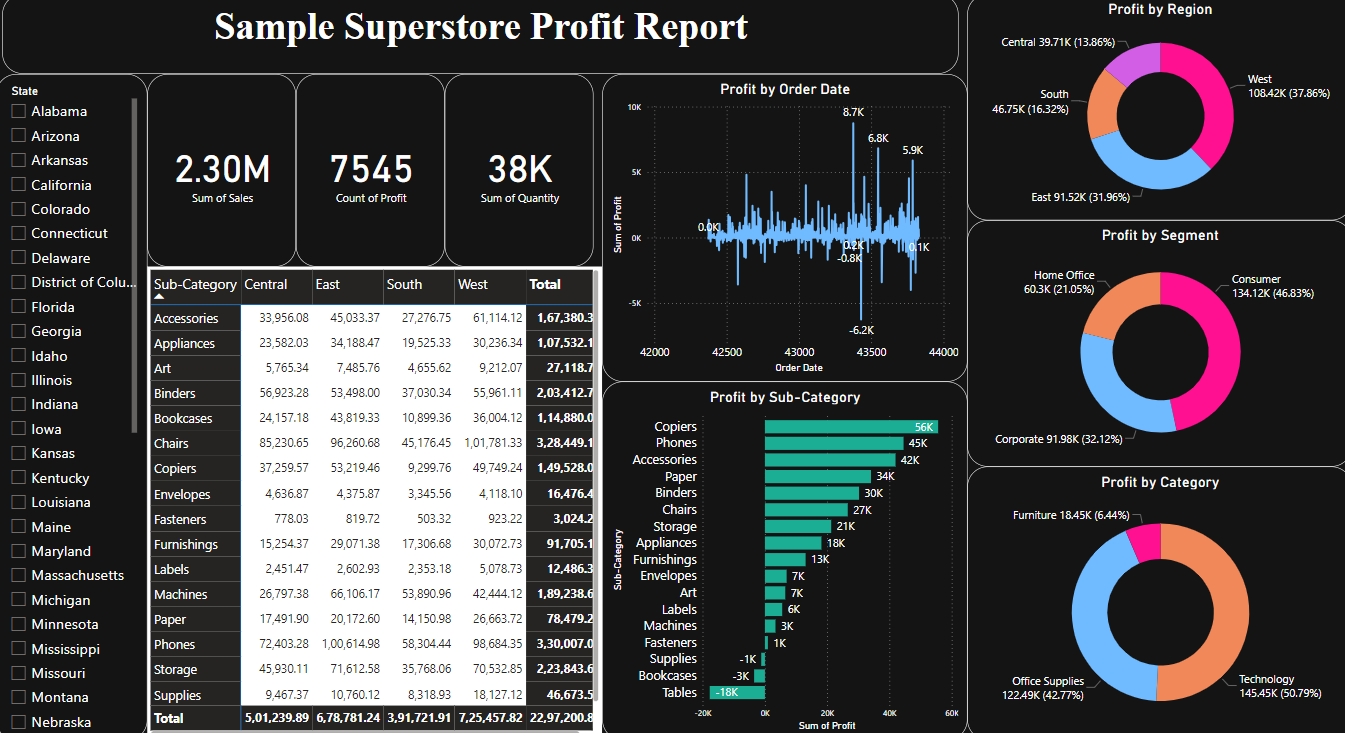 Sample Superstore Profit Report
State
Alabama
Arizona
Arkansas
California
Colorado
Connecticut
Delaware
District of Colu...
Florida
Georgia
Idaho
Illinois
Indiana
Iowa
Kansas
Kentucky
Louisiana
Maine
Maryland
Massachusetts
Michigan
Minnesota
Mississippi
Missouri
Montana
Nebraska
2.30M
Sum of Sales
7545
Count of Profit
38K
Sum of Quantity
Sub-Category Central East South West Total
Accessories 33,956.08 45,033.37 27,276.75 61,114.12 1,67,380.3
Appliances 23,582.03 34,188.47 19,525.33 30,236.34 1,07,532.1
Art 5,765.34 7,485.76 4,655.62 9,212.07 27,118.7
Binders 56,923.28 53,498.00 37,030.34 55,961.11 2,03,412.7
Bookcases 24,157.18 43,819.33 10,899.36 36,004.12 1,14,880.0
Chairs 85,230.65 96,260.68 45,176.45 1,01,781.33 3,28,449.1
Copiers 37,259.57 53,219.46 9,299.76 49,749.24 1,49,528.0
Envelopes 4,636.87 4,375.87 3,345.56 4,118.10 16,476.4
Fasteners 778.03 819.72 503.32 923.22 3,024.2
Furnishings 15,254.37 29,071.38 17,306.68 30,072.73 91,705.1
Labels 2,451.47 2,602.93 2,353.18 5,078.73 12,486.3
Machines 26,797.38 66,106.17 53,890.96 42,444.12 1,89,238.6
Paper 17,491.90 20,172.60 14,150.98 26,663.72 78,479.2
Phones 72,403.28 1,00,614.98 58,304.44 98,684.35 3,30,007.0
Storage 45,930.11 71,612.58 35,768.06 70,532.85 2,23,843.6
Supplies 9,467.37 10,760.12 8,318.93 18,127.12 46,673.5
Total 5,01,239.89 6,78,781.24 3,91,721.91 7,25,457.82 22,97,200.8
Profit by Order Date
Sum of Profit
10K
5K
0K
-5K
8.7K
6.8K
5.9K
0.0K
0.2K
-0.8K
0.1K
-6.2K
42000 42500 43000 43500 44000
Order Date
Profit by Sub-Category
Sub-Category
Copiers 56K
Phones 45K
Accessories 42K
Paper 34K
Binders 30K
Chairs 27K
Storage 21K
Appliances 18K
Furnishings 13K
Envelopes 7K
Art 7K
Labels 6K
Machines 3K
Fasteners 1K
Supplies -1K
Bookcases -3K
Tables -18K
-20K 0K 20K 40K 60K
Sum of Profit
Profit by Region
Central 39.71K (13.86%)
South
46.75K (16.32%)
West
108.42K (37.86%)
East 91.52K (31.96%)
Profit by Segment
Home Office
60.3K (21.05%)
Consumer
134.12K (46.83%)
Corporate 91.98K (32.12%)
Profit by Category
Furniture 18.45K (6.44%)
Office Supplies
122.49K (42.77%)
Technology
145.45K (50.79%)